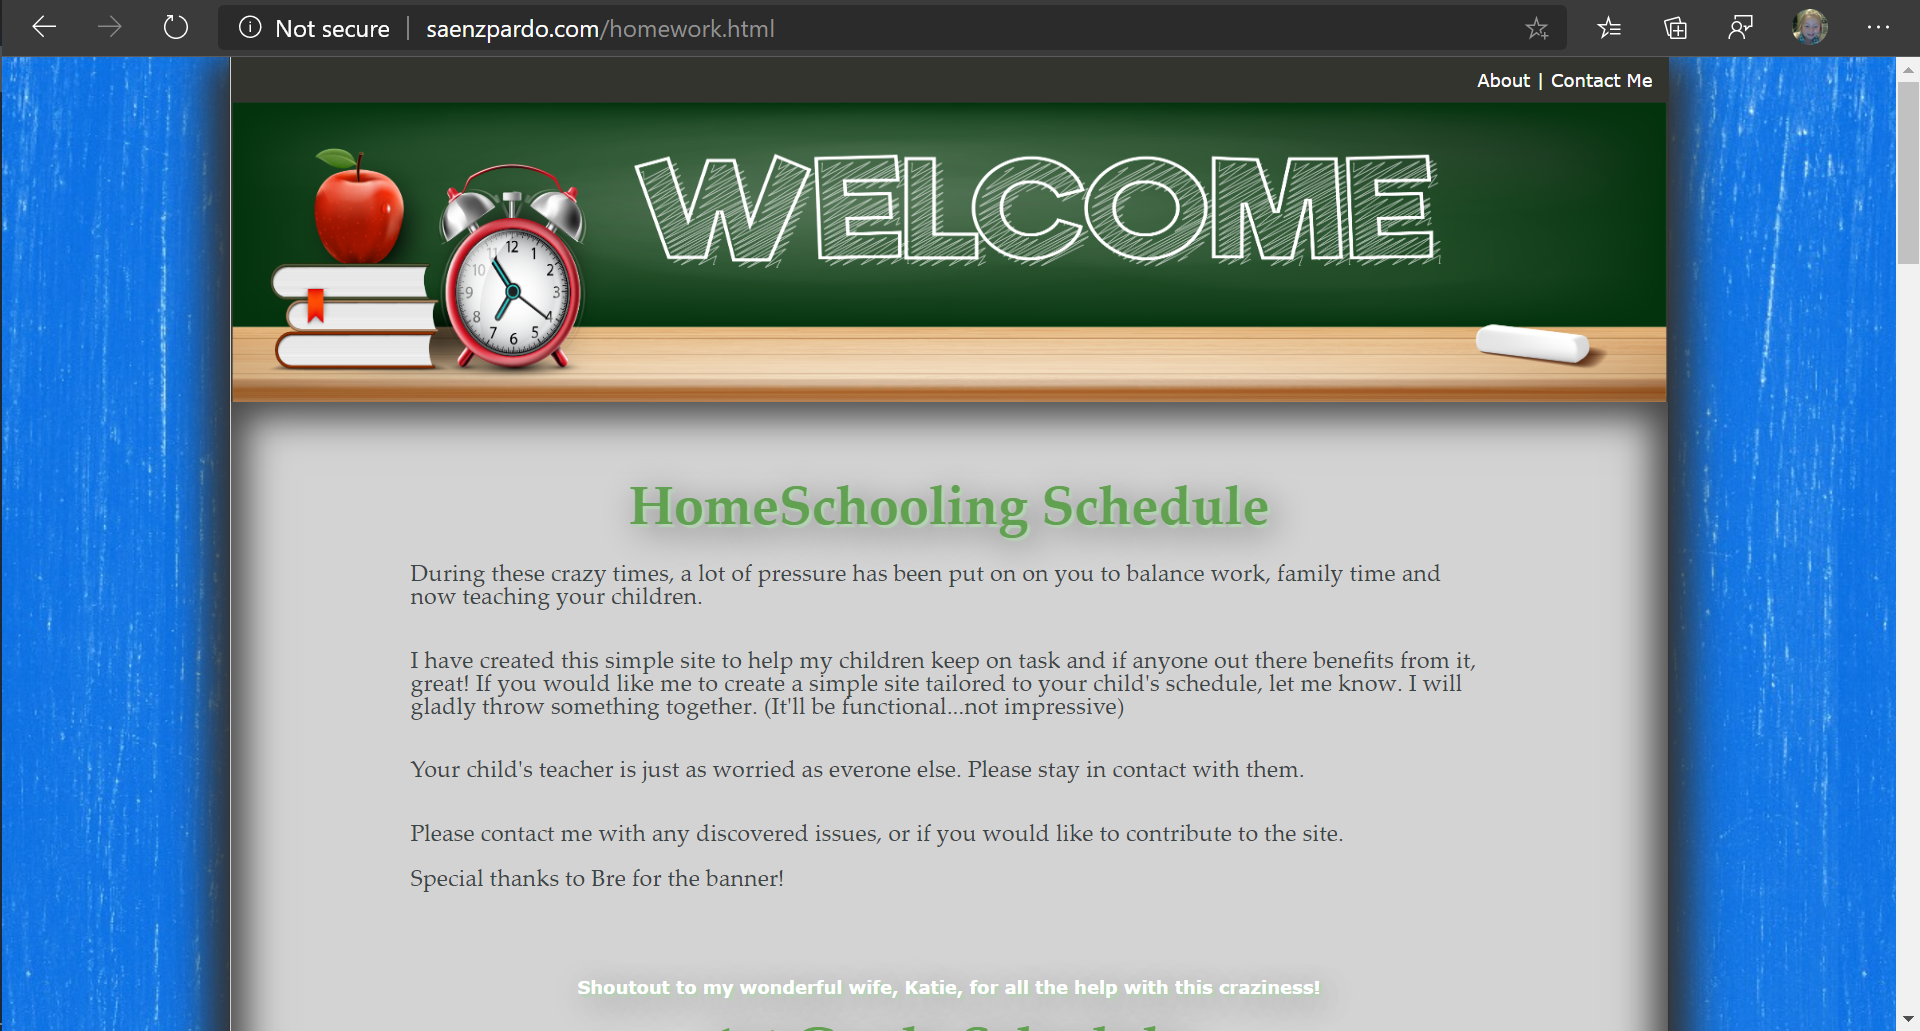 Not secure | saenzpardo.com/homework.html
About | Contact Me
WELCOME
12
11 1
10 2
9 3
8 4
7 5
6
HomeSchooling Schedule
During these crazy times, a lot of pressure has been put on on you to balance work, family time and
now teaching your children.
I have created this simple site to help my children keep on task and if anyone out there benefits from it,
great! If you would like me to create a simple site tailored to your child's schedule, let me know. I will
gladly throw something together. (It'll be functional...not impressive)
Your child's teacher is just as worried as everone else. Please stay in contact with them.
Please contact me with any discovered issues, or if you would like to contribute to the site.
Special thanks to Bre for the banner!
Shoutout to my wonderful wife, Katie, for all the help with this craziness!